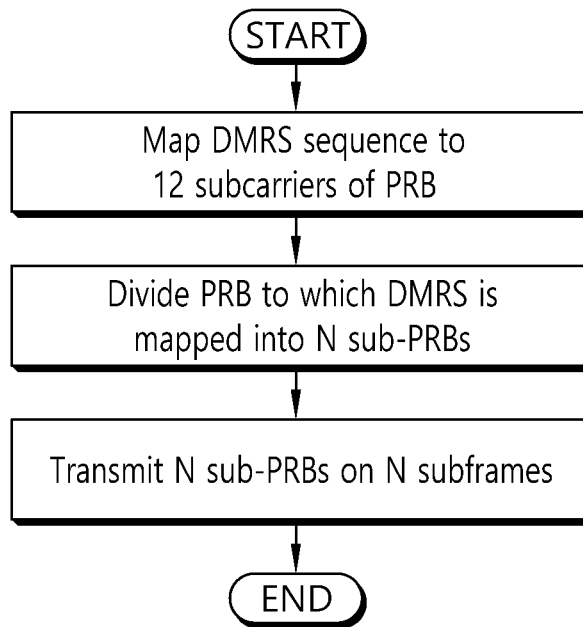 START
Map DMRS sequence to
12 subcarriers of PRB
Divide PRB to which DMRS is
mapped into N sub-PRBs
Transmit N sub-PRBs on N subframes
END